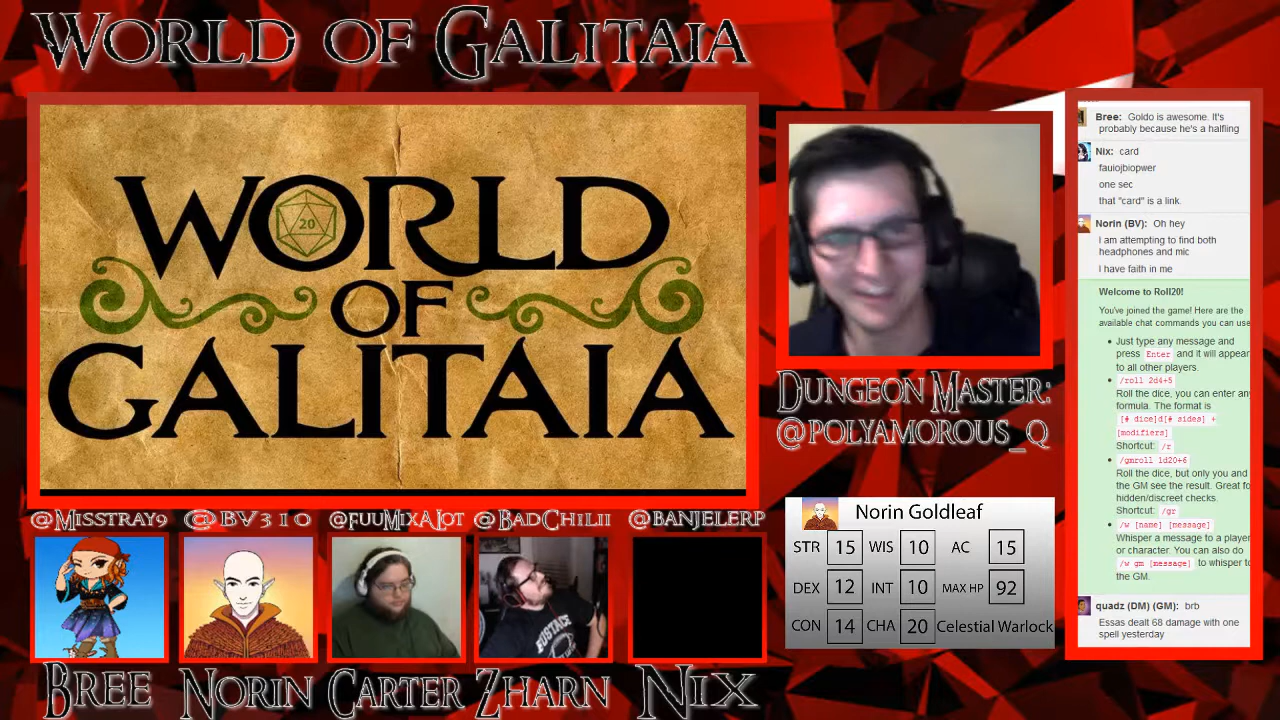 World of Galitaia
WORLD
20
OF
GALITAIA
Dungeon Master:
@polyamorous_Q
@Misstray9
@BV310
@fuuMixALot
@BadChilii
@banjelerp
Bree
Norin
Carter
Zharn
Nix
Norin Goldleaf
STR 15 WIS 10 AC 15
DEX 12 INT 10 MAX HP 92
CON 14 CHA 20 Celestial Warlock
Bree: Goldo is awesome. It's
probably because he's a halfling
Nix: card
fauiojbiopwer
one sec
that "card" is a link.
Norin (BV): Oh hey
I am attempting to find both
headphones and mic
I have faith in me
Welcome to Roll20!
You've joined the game! Here are the
available chat commands you can use
Just type any message and
press Enter and it will appear
to all other players.
/roll 2d4+5
Roll the dice, you can enter any
formula. The format is
[# dice]d[# sides] +
[modifiers]
Shortcut: /r
/gmroll 1d20+6
Roll the dice, but only you and
the GM see the result. Great fo
hidden/discreet checks.
Shortcut: /gr
/w [name] [message]
Whisper a message to a player
or character. You can also do
/w gm [message] to whisper to
the GM.
quadz (DM) (GM): brb
Essas dealt 68 damage with one
spell yesterday